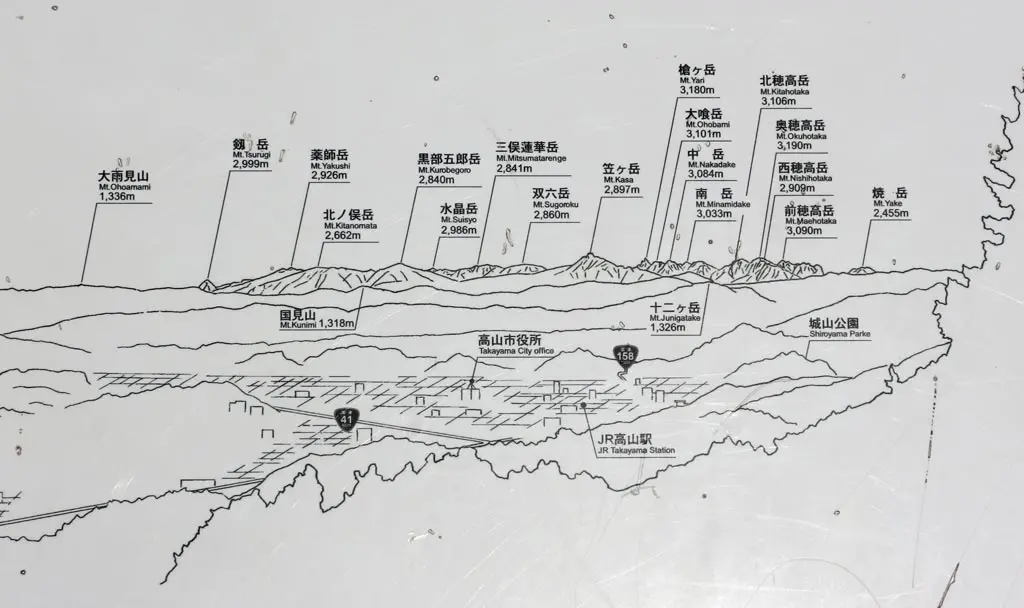 大雨見山
Mt.Ohoamami
1,336m
剱 岳
Mt.Tsurugi
2,999m
薬師岳
Mt.Yakushi
2,926m
北ノ俣岳
Mt.Kitanomata
2,662m
黒部五郎岳
Mt.Kurobegoro
2,840m
水晶岳
Mt.Suisyo
2,986m
三俣蓮華岳
Mt.Mitsumatarenge
2,841m
双六岳
Mt.Sugoroku
2,860m
笠ヶ岳
Mt.Kasa
2,897m
槍ヶ岳
Mt.Yari
3,180m
大喰岳
Mt.Ohobami
3,101m
中 岳
Mt.Nakadake
3,084m
南 岳
Mt.Minamidake
3,033m
北穂高岳
Mt.Kitahotaka
3,106m
奥穂高岳
Mt.Okuhotaka
3,190m
西穂高岳
Mt.Nishihotaka
2,909m
前穂高岳
Mt.Maehotaka
3,090m
焼 岳
Mt.Yake
2,455m
国見山
Mt.Kunimi 1,318m
十二ヶ岳
Mt.Junigatake
1,326m
高山市役所
Takayama City office
城山公園
Shiroyama Parke
158
41
JR高山駅
JR Takayama Station